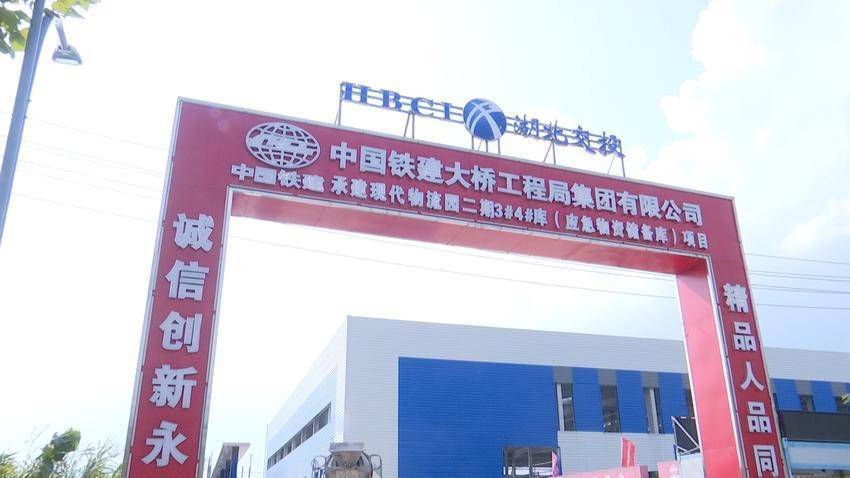 HBCI 湖北交投
中国铁建大桥工程局集团有限公司
中国铁建 承建现代物流园二期3#4#库（应急物资储备库）项目
诚信创新永
精品人品同